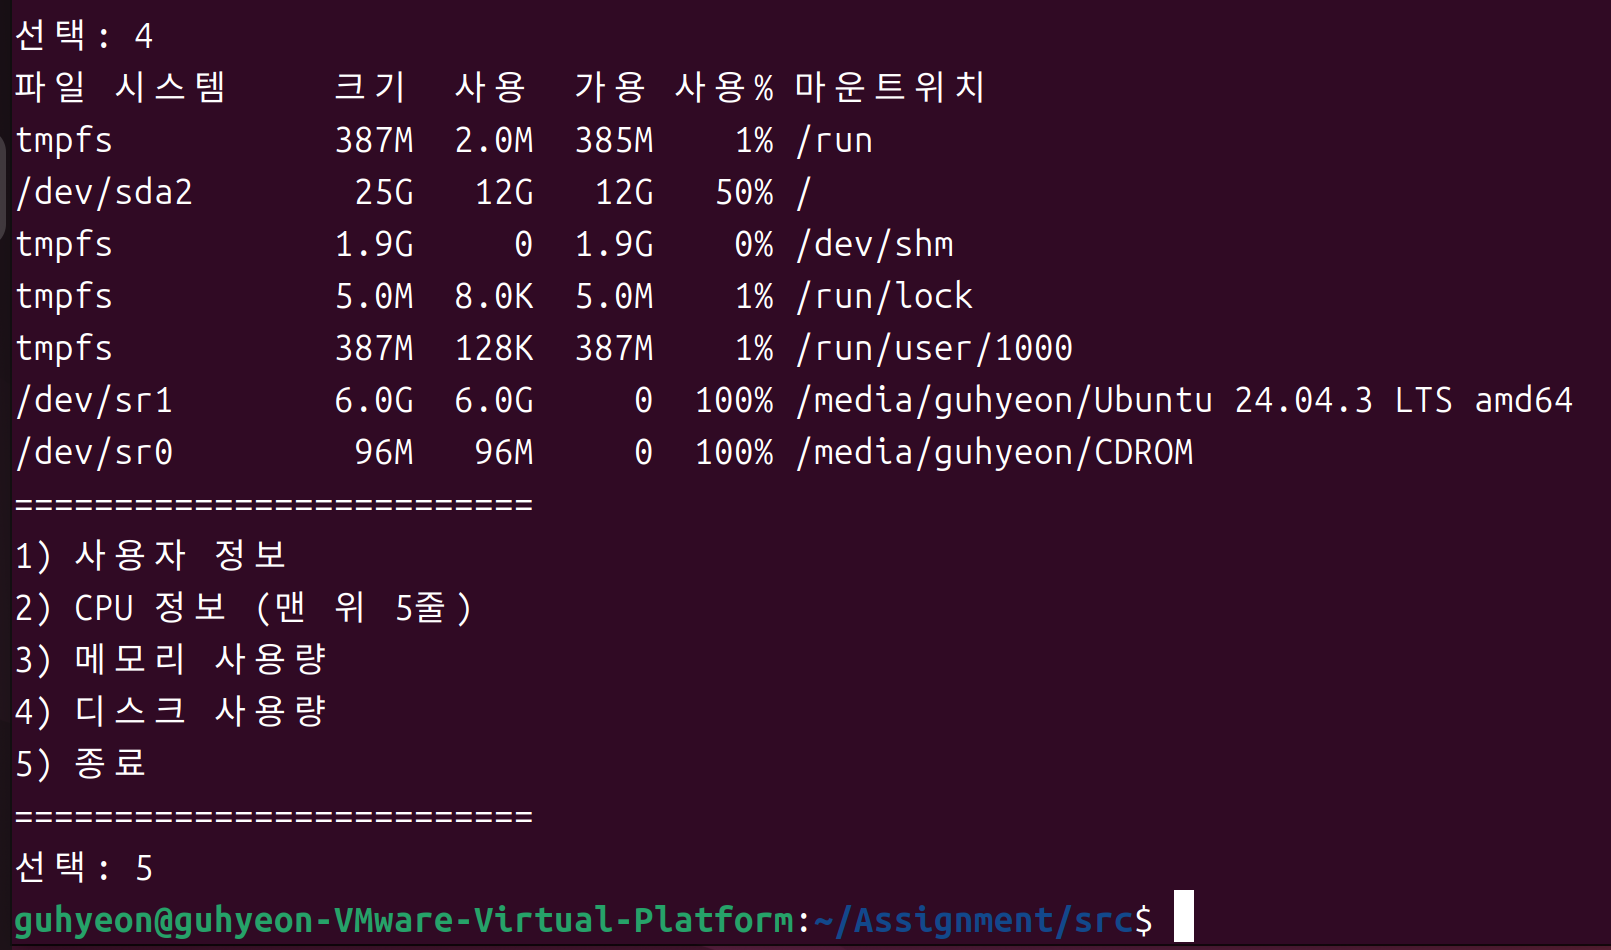 선택: 4
파일 시스템 크기 사용 가용 사용% 마운트위치
tmpfs 387M 2.0M 385M 1% /run
/dev/sda2 25G 12G 12G 50% /
tmpfs 1.9G 0 1.9G 0% /dev/shm
tmpfs 5.0M 8.0K 5.0M 1% /run/lock
tmpfs 387M 128K 387M 1% /run/user/1000
/dev/sr1 6.0G 6.0G 0 100% /media/guhyeon/Ubuntu 24.04.3 LTS amd64
/dev/sr0 96M 96M 0 100% /media/guhyeon/CDROM
==========================
1) 사용자 정보
2) CPU 정보 (맨 위 5줄)
3) 메모리 사용량
4) 디스크 사용량
5) 종료
==========================
선택: 5
guhyeon@guhyeon-VMware-Virtual-Platform:~/Assignment/src$